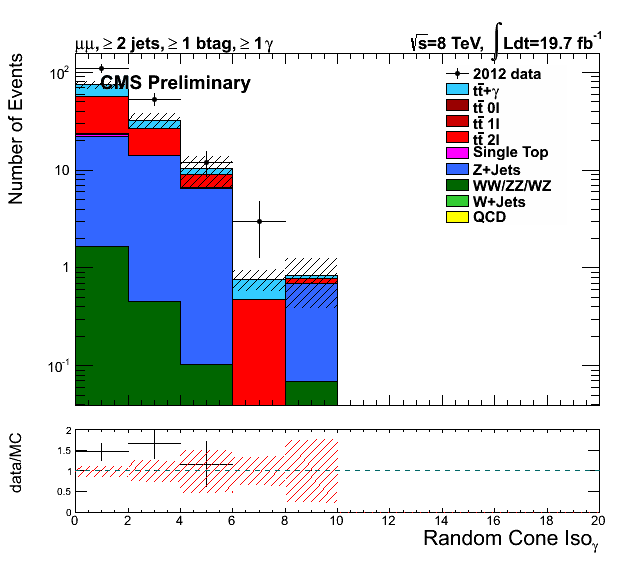 μμ, ≥ 2 jets, ≥ 1 btag, ≥ 1 γ
√s=8 TeV, ∫ Ldt=19.7 fb⁻¹
CMS Preliminary
Number of Events
10²
10
1
10⁻¹
2012 data
tt̄+γ
tt̄ 0l
tt̄ 1l
tt̄ 2l
Single Top
Z+Jets
WW/ZZ/WZ
W+Jets
QCD
data/MC
2
1.5
1
0.5
0
0 2 4 6 8 10 12 14 16 18 20
Random Cone Isoγ